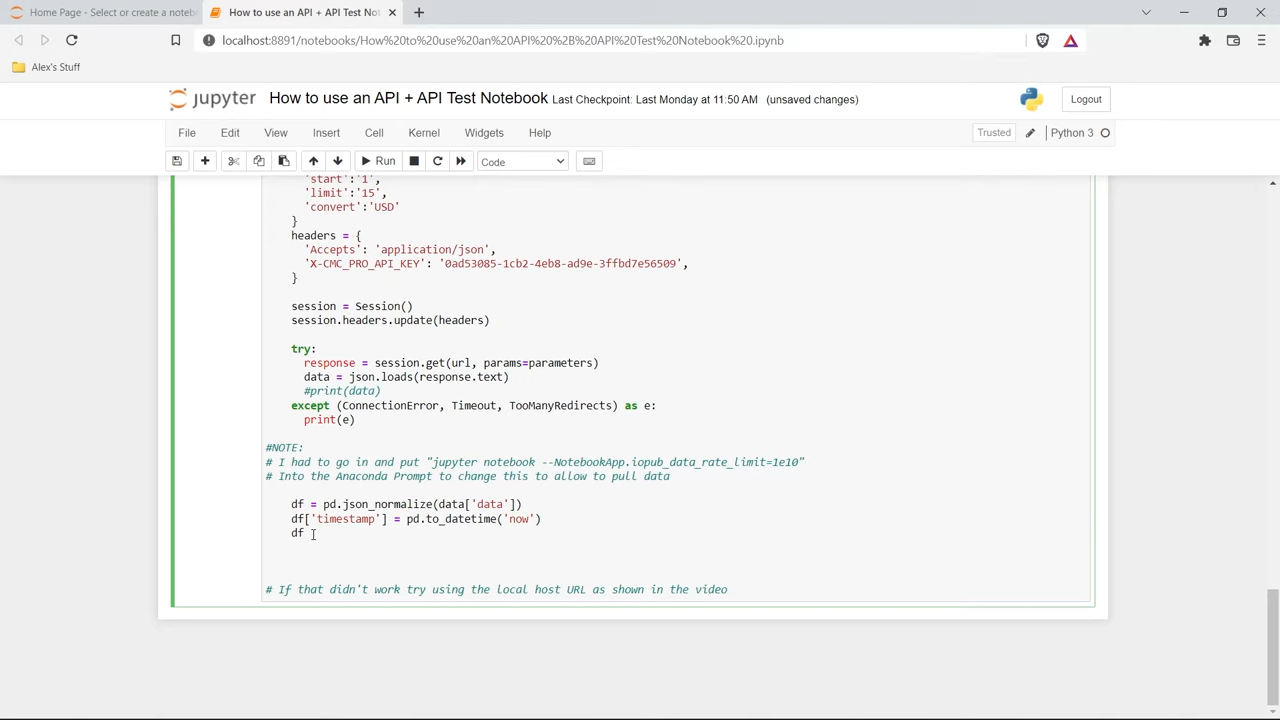 Home Page - Select or create a noteb
How to use an API + API Test Not
localhost:8891/notebooks/How%20to%20use%20an%20API%20%2B%20API%20Test%20Notebook%20.ipynb
Alex's Stuff
jupyter How to use an API + API Test Notebook Last Checkpoint: Last Monday at 11:50 AM (unsaved changes)
Logout
File Edit View Insert Cell Kernel Widgets Help
Trusted
Python 3
Run
Code
'start':'1',
'limit':'15',
'convert':'USD'
}
headers = {
'Accepts': 'application/json',
'X-CMC_PRO_API_KEY': '0ad53085-1cb2-4eb8-ad9e-3ffbd7e56509',
}
session = Session()
session.headers.update(headers)
try:
response = session.get(url, params=parameters)
data = json.loads(response.text)
#print(data)
except (ConnectionError, Timeout, TooManyRedirects) as e:
print(e)
#NOTE:
# I had to go in and put "jupyter notebook --NotebookApp.iopub_data_rate_limit=1e10"
# Into the Anaconda Prompt to change this to allow to pull data
df = pd.json_normalize(data['data'])
df['timestamp'] = pd.to_datetime('now')
df
# If that didn't work try using the local host URL as shown in the video